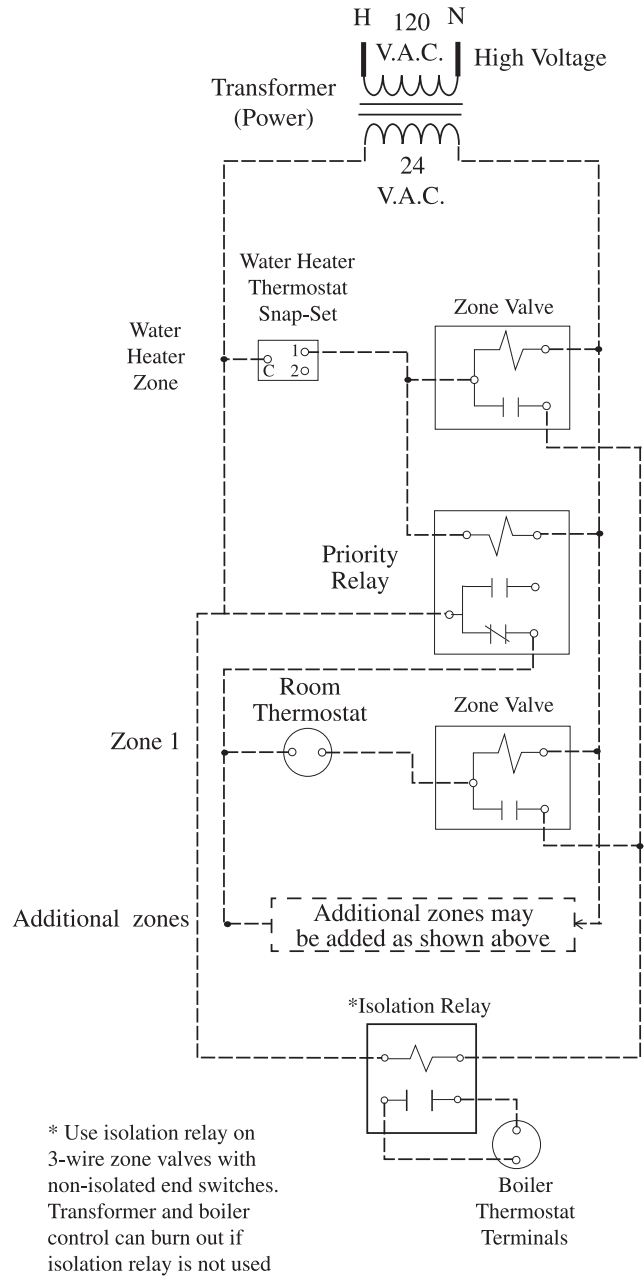 H 120 N
V.A.C.
High Voltage
Transformer
(Power)
24
V.A.C.
Water Heater
Thermostat
Snap-Set
Zone Valve
Water
Heater
Zone
1
C 2
Priority
Relay
Room
Thermostat
Zone Valve
Zone 1
Additional zones
Additional zones may
be added as shown above
*Isolation Relay
* Use isolation relay on
3-wire zone valves with
non-isolated end switches.
Transformer and boiler
control can burn out if
isolation relay is not used
Boiler
Thermostat
Terminals